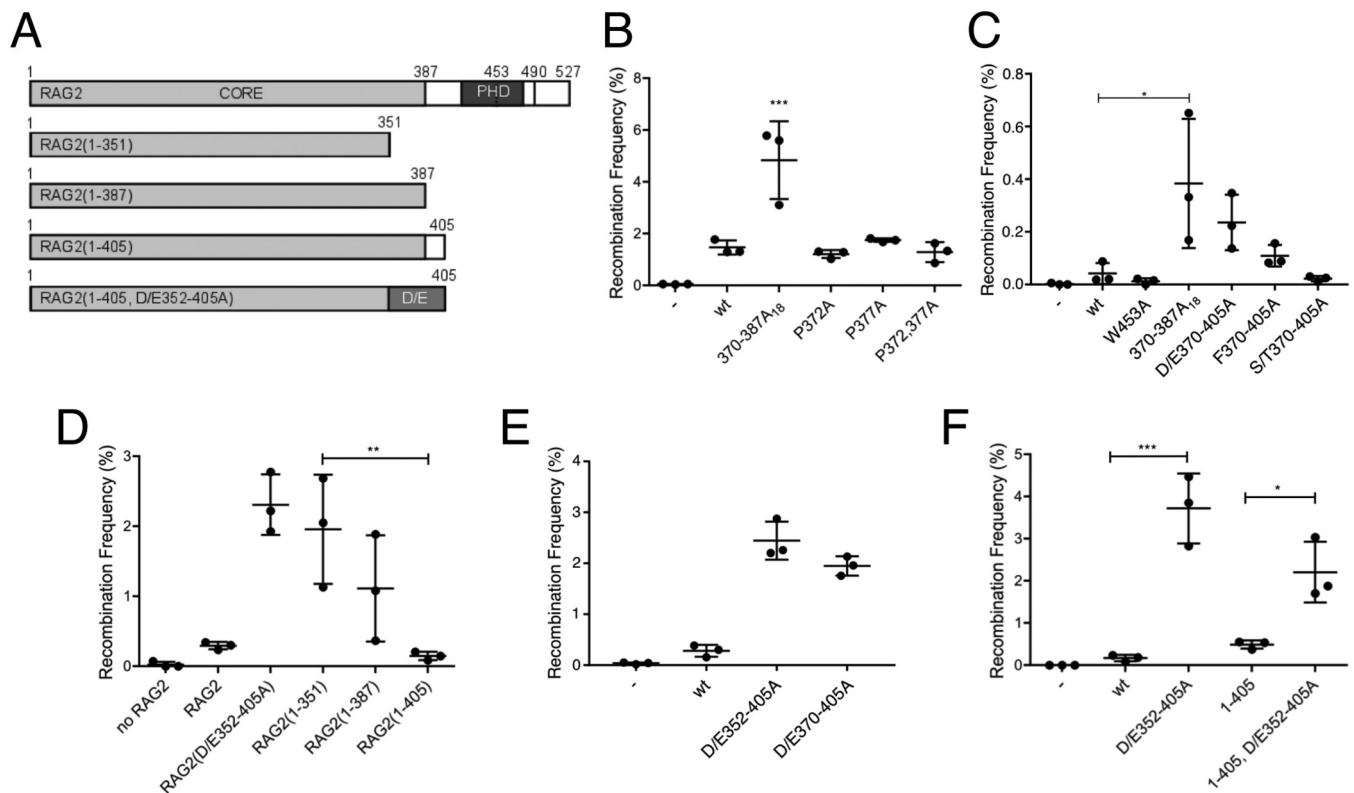 A
1 387 453 490 527
RAG2 CORE PHD
1 351
RAG2(1-351)
1 387
RAG2(1-387)
1 405
RAG2(1-405)
1 405
RAG2(1-405, D/E352-405A) D/E
B
Recombination Frequency (%)
8
6
4
2
0
***
-
wt
370-387A₁₈
P372A
P377A
P372,377A
C
Recombination Frequency (%)
0.8
0.6
0.4
0.2
0.0
*
-
wt
W453A
370-387A₁₈
D/E370-405A
F370-405A
S/T370-405A
D
Recombination Frequency (%)
3
2
1
0
**
no RAG2
RAG2
RAG2(D/E352-405A)
RAG2(1-351)
RAG2(1-387)
RAG2(1-405)
E
Recombination Frequency (%)
4
3
2
1
0
-
wt
D/E352-405A
D/E370-405A
F
Recombination Frequency (%)
5
4
3
2
1
0
***
*
-
wt
D/E352-405A
1-405
1-405, D/E352-405A